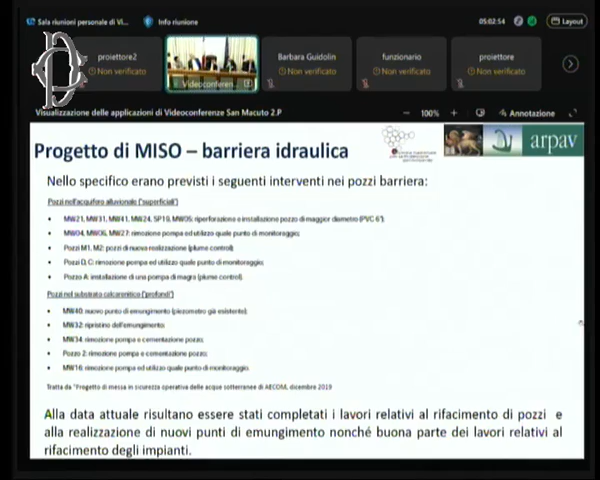 Sala riunioni personale di Vi... Info riunione 05:02:54 Layout
proiettore2
Non verificato
Videoconferen...
Barbara Guidolin
Non verificato
funzionario
Non verificato
proiettore
Non verificato
Visualizzazione delle applicazioni di Videoconferenze San Macuto 2.P − 100% + Annotazione
arpav
Progetto di MISO – barriera idraulica
Nello specifico erano previsti i seguenti interventi nei pozzi barriera:
Pozzi nell'acquifero alluvionale ("superficiali")
• MW21, MW31, MW41, MW24, SP19, MW05: riperforazione e installazione pozzo di maggior diametro (PVC 6")
• MW04, MW06, MW27: rimozione pompa ed utilizzo quale punto di monitoraggio;
• Pozzi M1, M2: pozzi di nuova realizzazione (plume control)
• Pozzi D, C: rimozione pompa ed utilizzo quale punto di monitoraggio;
• Pozzo A: installazione di una pompa di magra (plume control).
Pozzi nel substrato calcarenitico ("profondi")
• MW40: nuovo punto di emungimento (piezometro già esistente);
• MW32: ripristino dell'emungimento;
• MW34: rimozione pompa e cementazione pozzo;
• Pozzo 2: rimozione pompa e cementazione pozzo;
• MW16: rimozione pompa ed utilizzo quale punto di monitoraggio.
Tratta da "Progetto di messa in sicurezza operativa delle acque sotterranee di AECOM, dicembre 2019
Alla data attuale risultano essere stati completati i lavori relativi al rifacimento di pozzi e
alla realizzazione di nuovi punti di emungimento nonché buona parte dei lavori relativi al
rifacimento degli impianti.